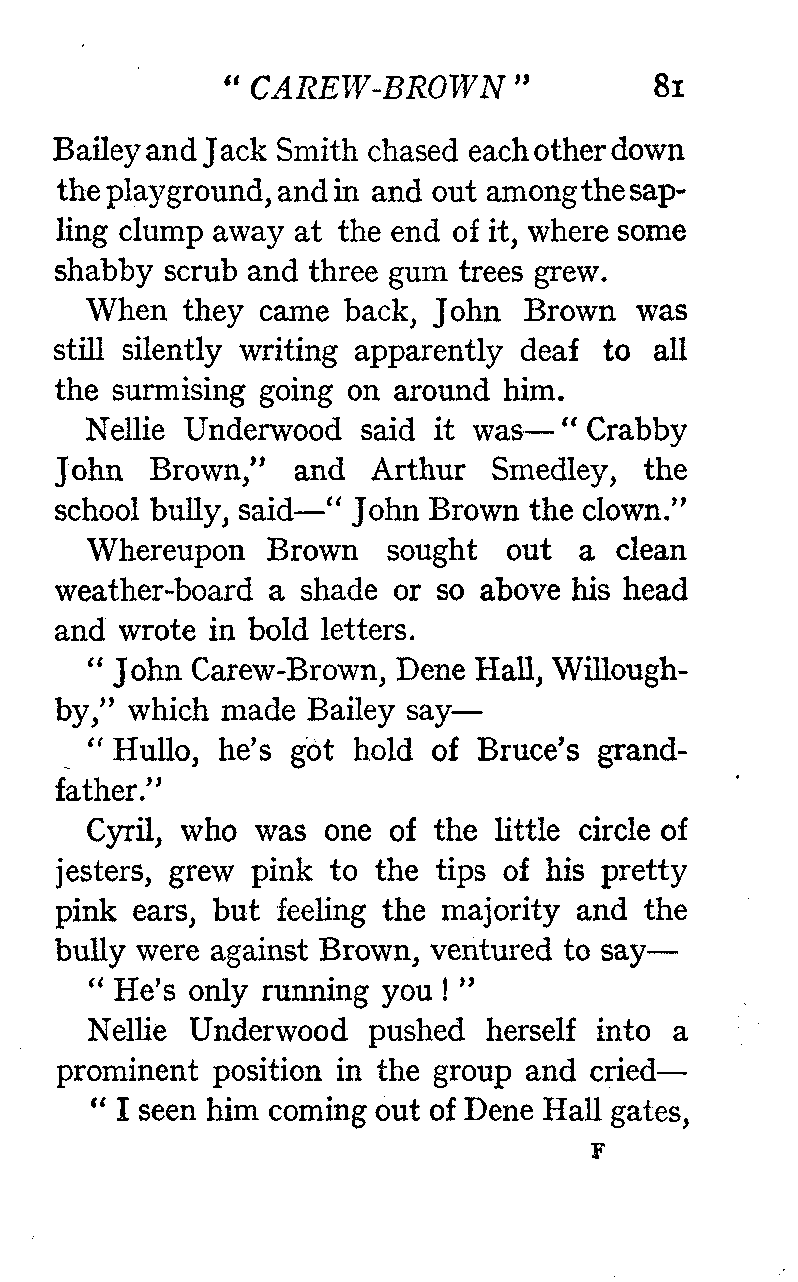 “ CAREW-BROWN ” 81
Bailey and Jack Smith chased each other down
the playground, and in and out among the sap-
ling clump away at the end of it, where some
shabby scrub and three gum trees grew.
When they came back, John Brown was
still silently writing apparently deaf to all
the surmising going on around him.
Nellie Underwood said it was—“ Crabby
John Brown,” and Arthur Smedley, the
school bully, said—“ John Brown the clown.”
Whereupon Brown sought out a clean
weather-board a shade or so above his head
and wrote in bold letters.
“ John Carew-Brown, Dene Hall, Willough-
by,” which made Bailey say—
“ Hullo, he’s got hold of Bruce’s grand-
father.”
Cyril, who was one of the little circle of
jesters, grew pink to the tips of his pretty
pink ears, but feeling the majority and the
bully were against Brown, ventured to say—
“ He’s only running you ! ”
Nellie Underwood pushed herself into a
prominent position in the group and cried—
“ I seen him coming out of Dene Hall gates,
F